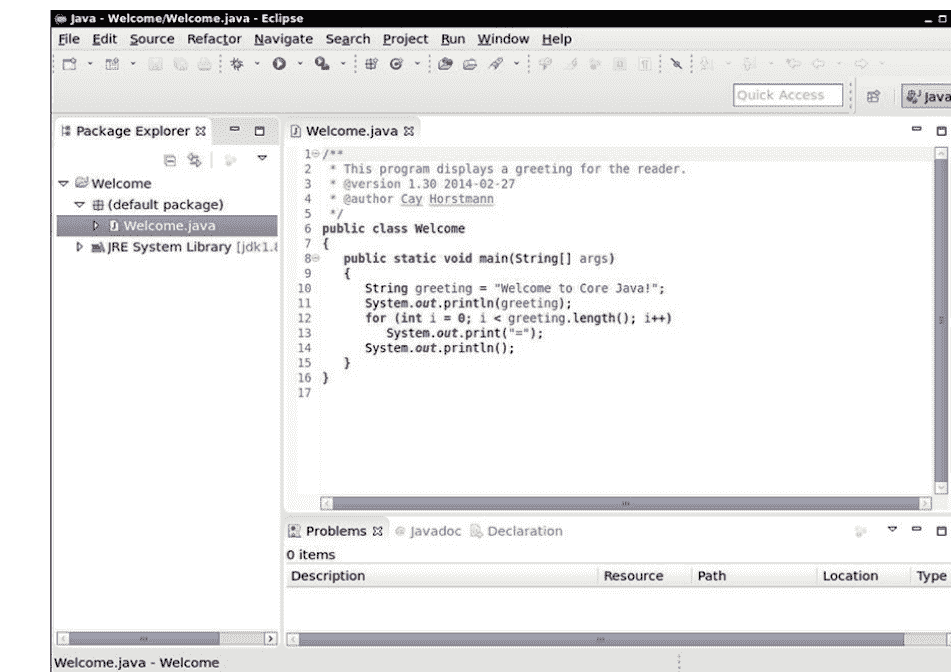 Java - Welcome/Welcome.java - Eclipse
File Edit Source Refactor Navigate Search Project Run Window Help
Quick Access
Java
Package Explorer
Welcome
(default package)
Welcome.java
JRE System Library [jdk1.8
Welcome.java
1 /**
2 * This program displays a greeting for the reader.
3 * @version 1.30 2014-02-27
4 * @author Cay Horstmann
5 */
6 public class Welcome
7 {
8 public static void main(String[] args)
9 {
10 String greeting = "Welcome to Core Java!";
11 System.out.println(greeting);
12 for (int i = 0; i < greeting.length(); i++)
13 System.out.print("=");
14 System.out.println();
15 }
16 }
17
Problems Javadoc Declaration
0 items
Description Resource Path Location Type
Welcome.java - Welcome